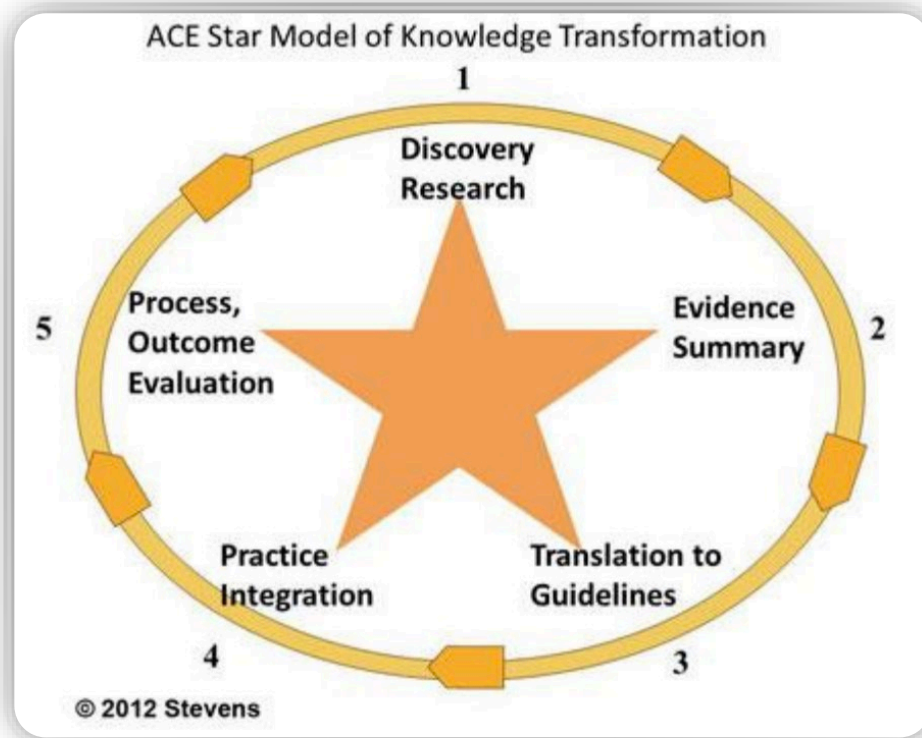 ACE Star Model of Knowledge Transformation
1
Discovery
Research
Evidence
Summary
2
Translation to
Guidelines
3
Practice
Integration
4
Process,
Outcome
Evaluation
5
© 2012 Stevens